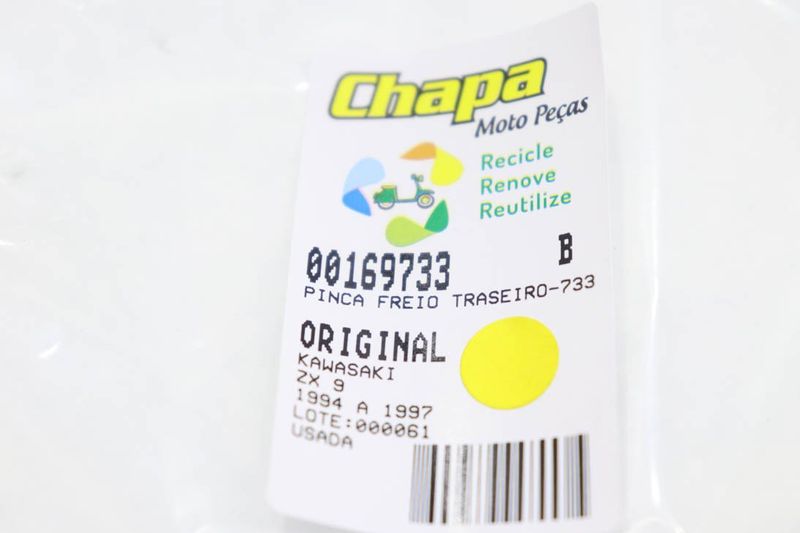 Chapa
Moto Peças
Recicle
Renove
Reutilize
00169733 B
PINCA FREIO TRASEIRO-733
ORIGINAL
KAWASAKI
ZX 9
1994 A 1997
LOTE:000061
USADA